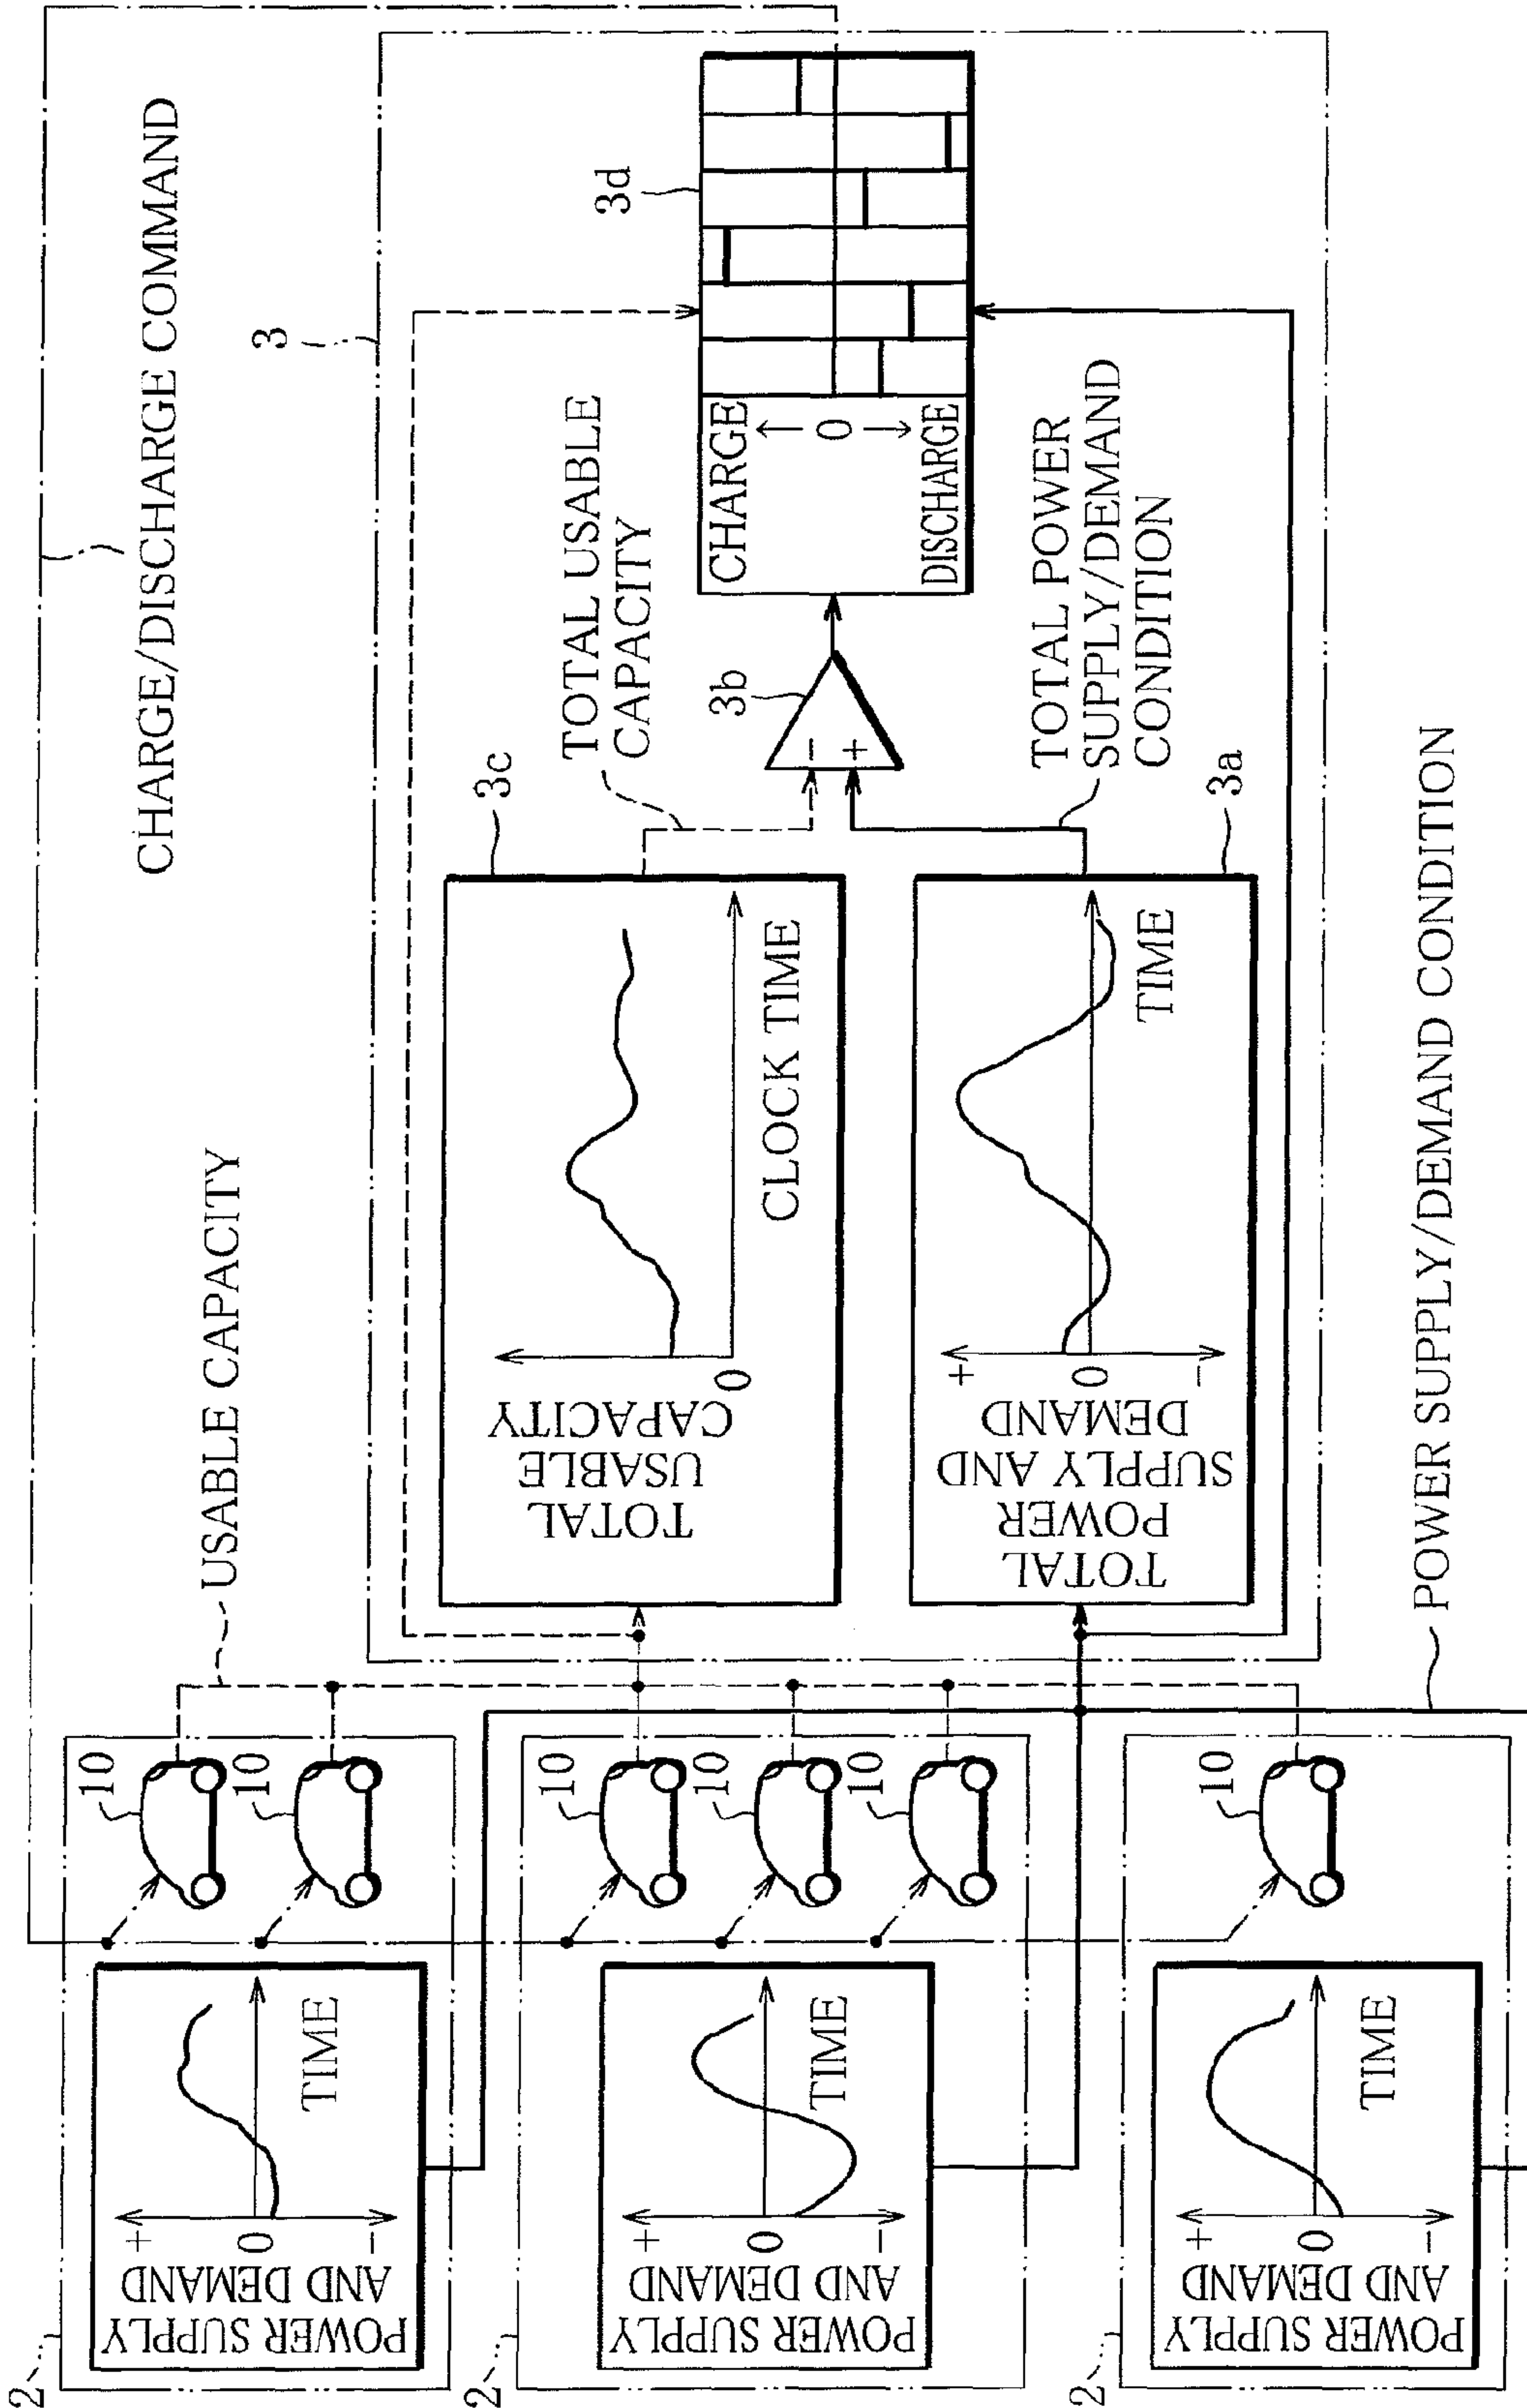 CHARGE/DISCHARGE COMMAND
USABLE CAPACITY
3
2
10
10
POWER SUPPLY
AND DEMAND
+
0
−
TIME
2
10
10
10
POWER SUPPLY
AND DEMAND
+
0
−
TIME
2
10
POWER SUPPLY
AND DEMAND
+
0
−
TIME
3c
TOTAL
USABLE
CAPACITY
0
CLOCK TIME
TOTAL USABLE
CAPACITY
3a
TOTAL
POWER
SUPPLY AND
DEMAND
+
0
−
TIME
TOTAL POWER
SUPPLY/DEMAND
CONDITION
3b
−
+
3d
CHARGE
↑
0
↓
DISCHARGE
POWER SUPPLY/DEMAND CONDITION